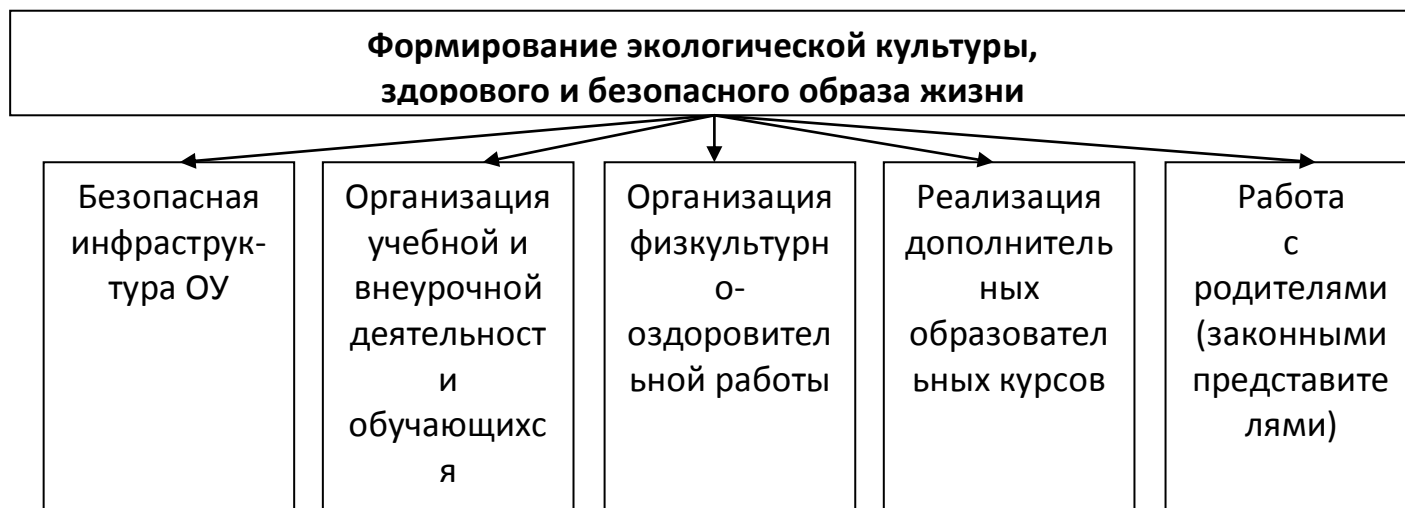 Формирование экологической культуры,
здорового и безопасного образа жизни
Безопасная
инфраструк-
тура ОУ
Организация
учебной и
внеурочной
деятельност
и
обучающихс
я
Организация
физкультурн
о-
оздоровител
ьной работы
Реализация
дополнитель
ных
образовател
ьных курсов
Работа
с
родителями
(законными
представите
лями)